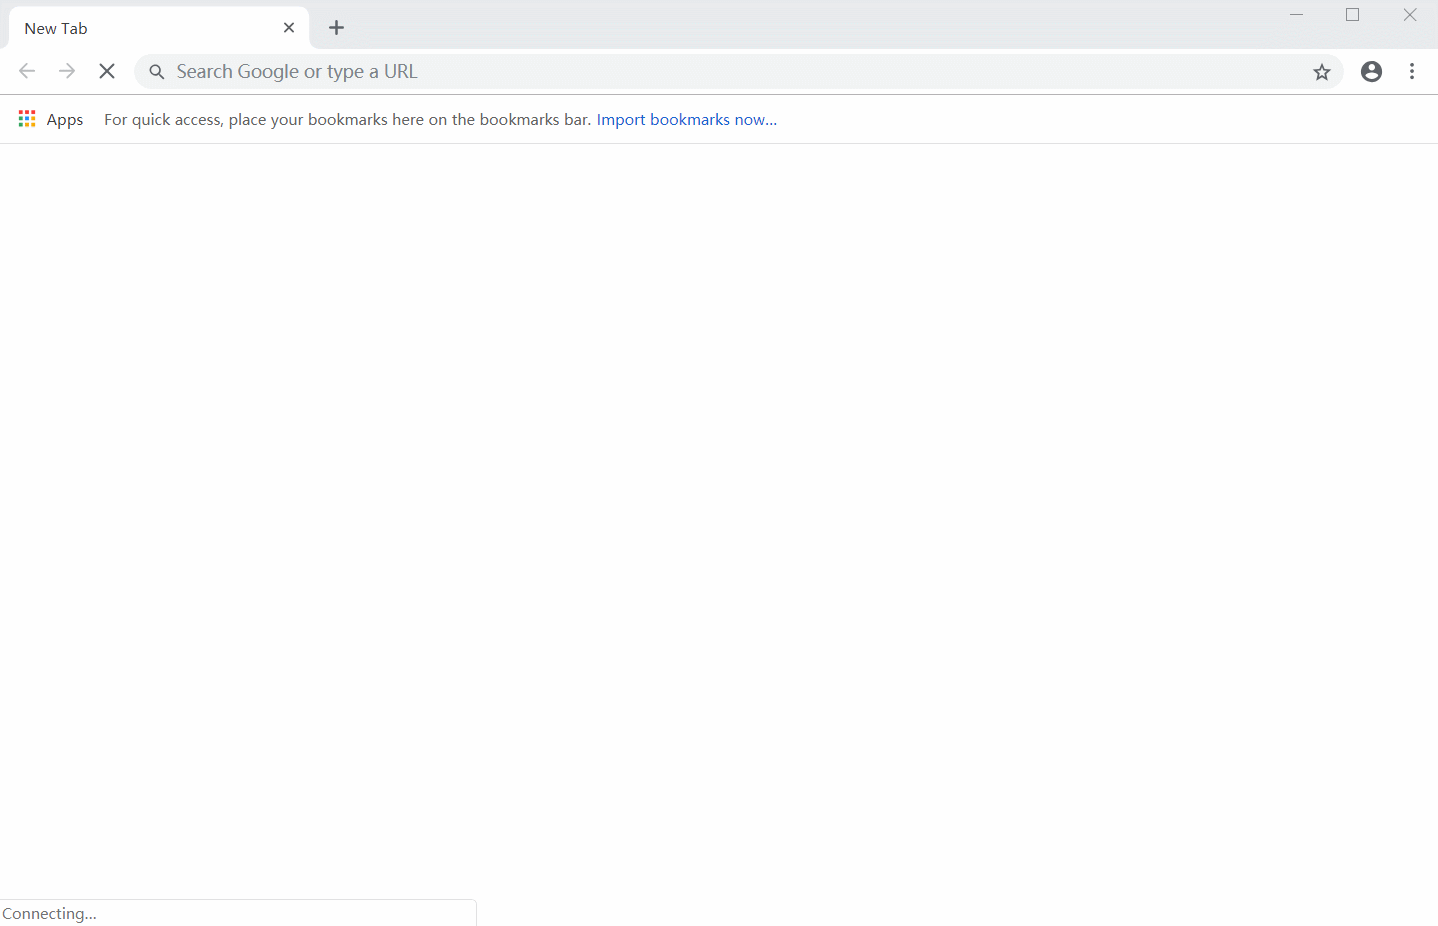 New Tab
Search Google or type a URL
Apps For quick access, place your bookmarks here on the bookmarks bar. Import bookmarks now...
Connecting...